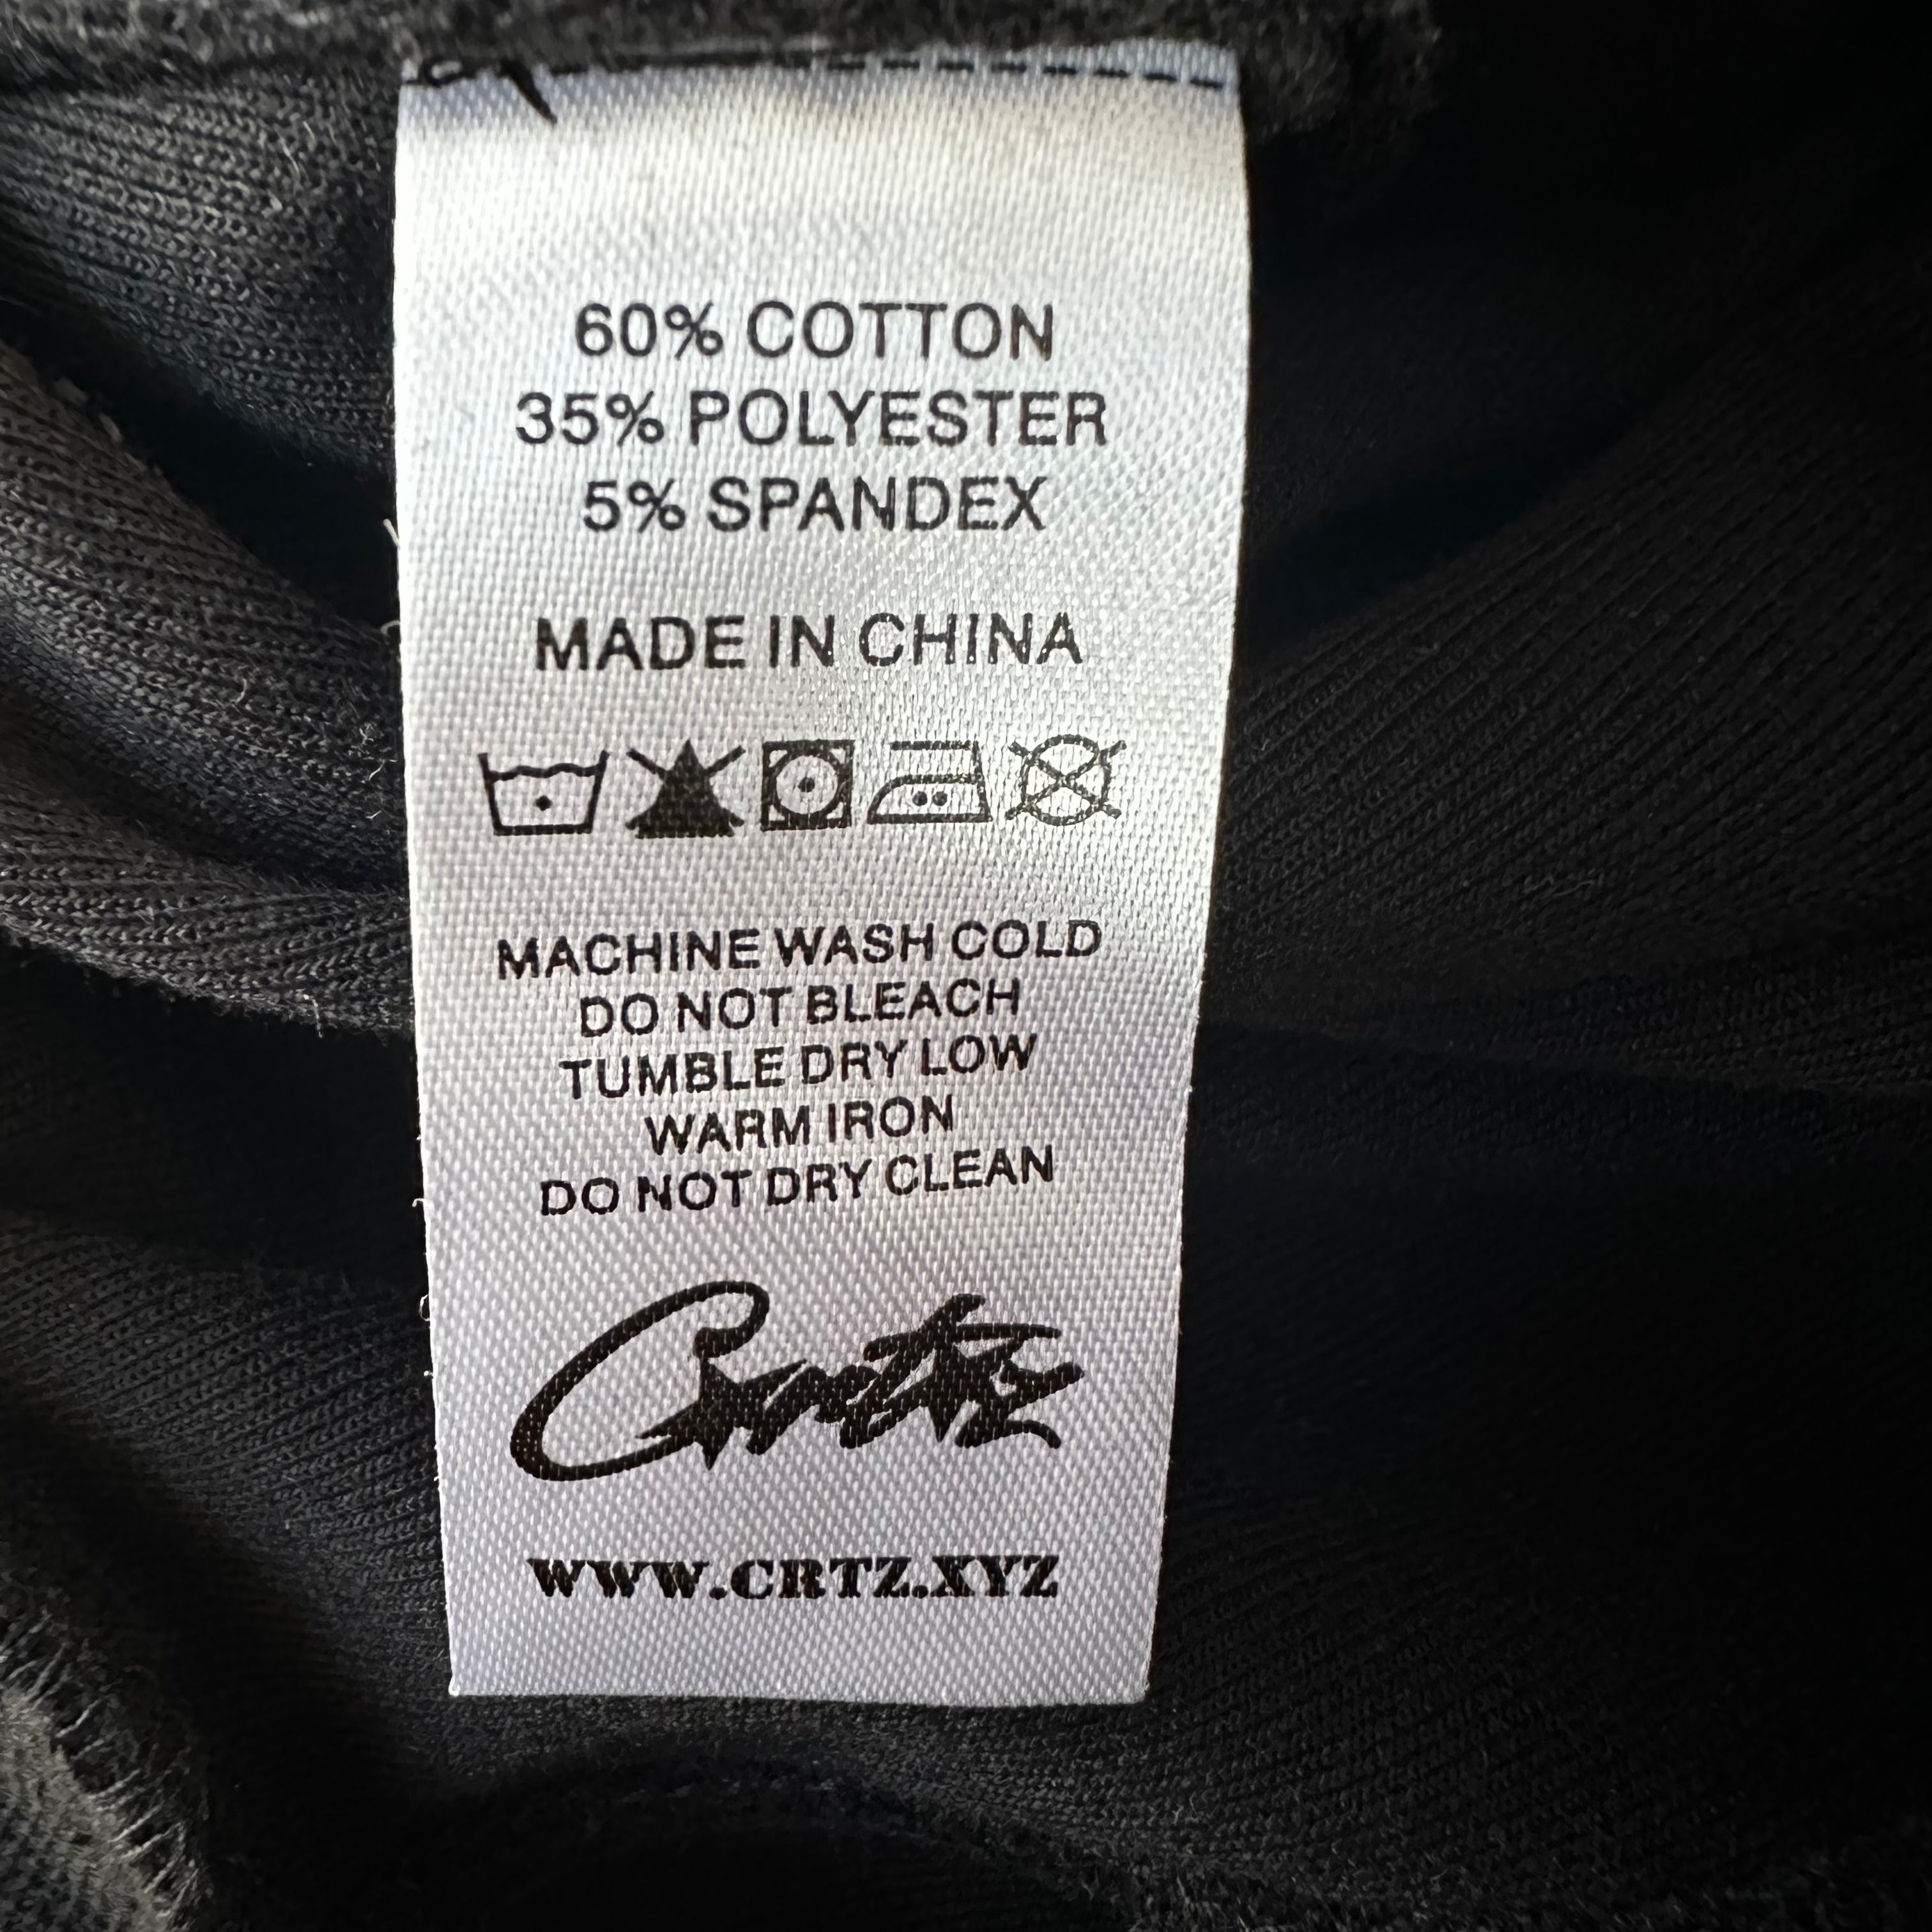 60% COTTON
35% POLYESTER
5% SPANDEX
MADE IN CHINA
MACHINE WASH COLD
DO NOT BLEACH
TUMBLE DRY LOW
WARM IRON
DO NOT DRY CLEAN
Crtz
WWW.CRTZ.XYZ